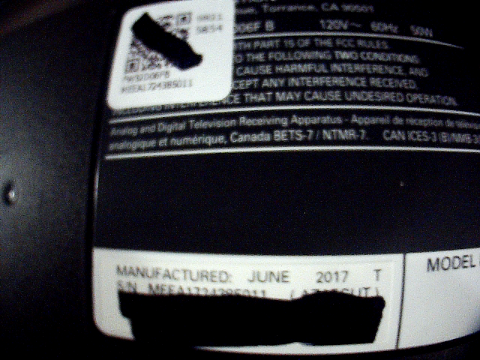 Torrance, CA 90501
06F B 120V~ 60Hz 50W
TH PART 15 OF THE FCC RULES.
O THE FOLLOWING TWO CONDITIONS
CAUSE HARMFUL INTERFERENCE, AND
CEPT ANY INTERFERENCE RECEIVED,
INTERFERENCE THAT MAY CAUSE UNDESIRED OPERATION.
Analog and Digital Television Receiving Apparatus - Appareil de réception de
analogique et numérique, Canada BETS-7 / NTMR-7. CAN ICES-3 (B)/NMB-3
MANUFACTURED: JUNE 2017 T
S/N
MODEL